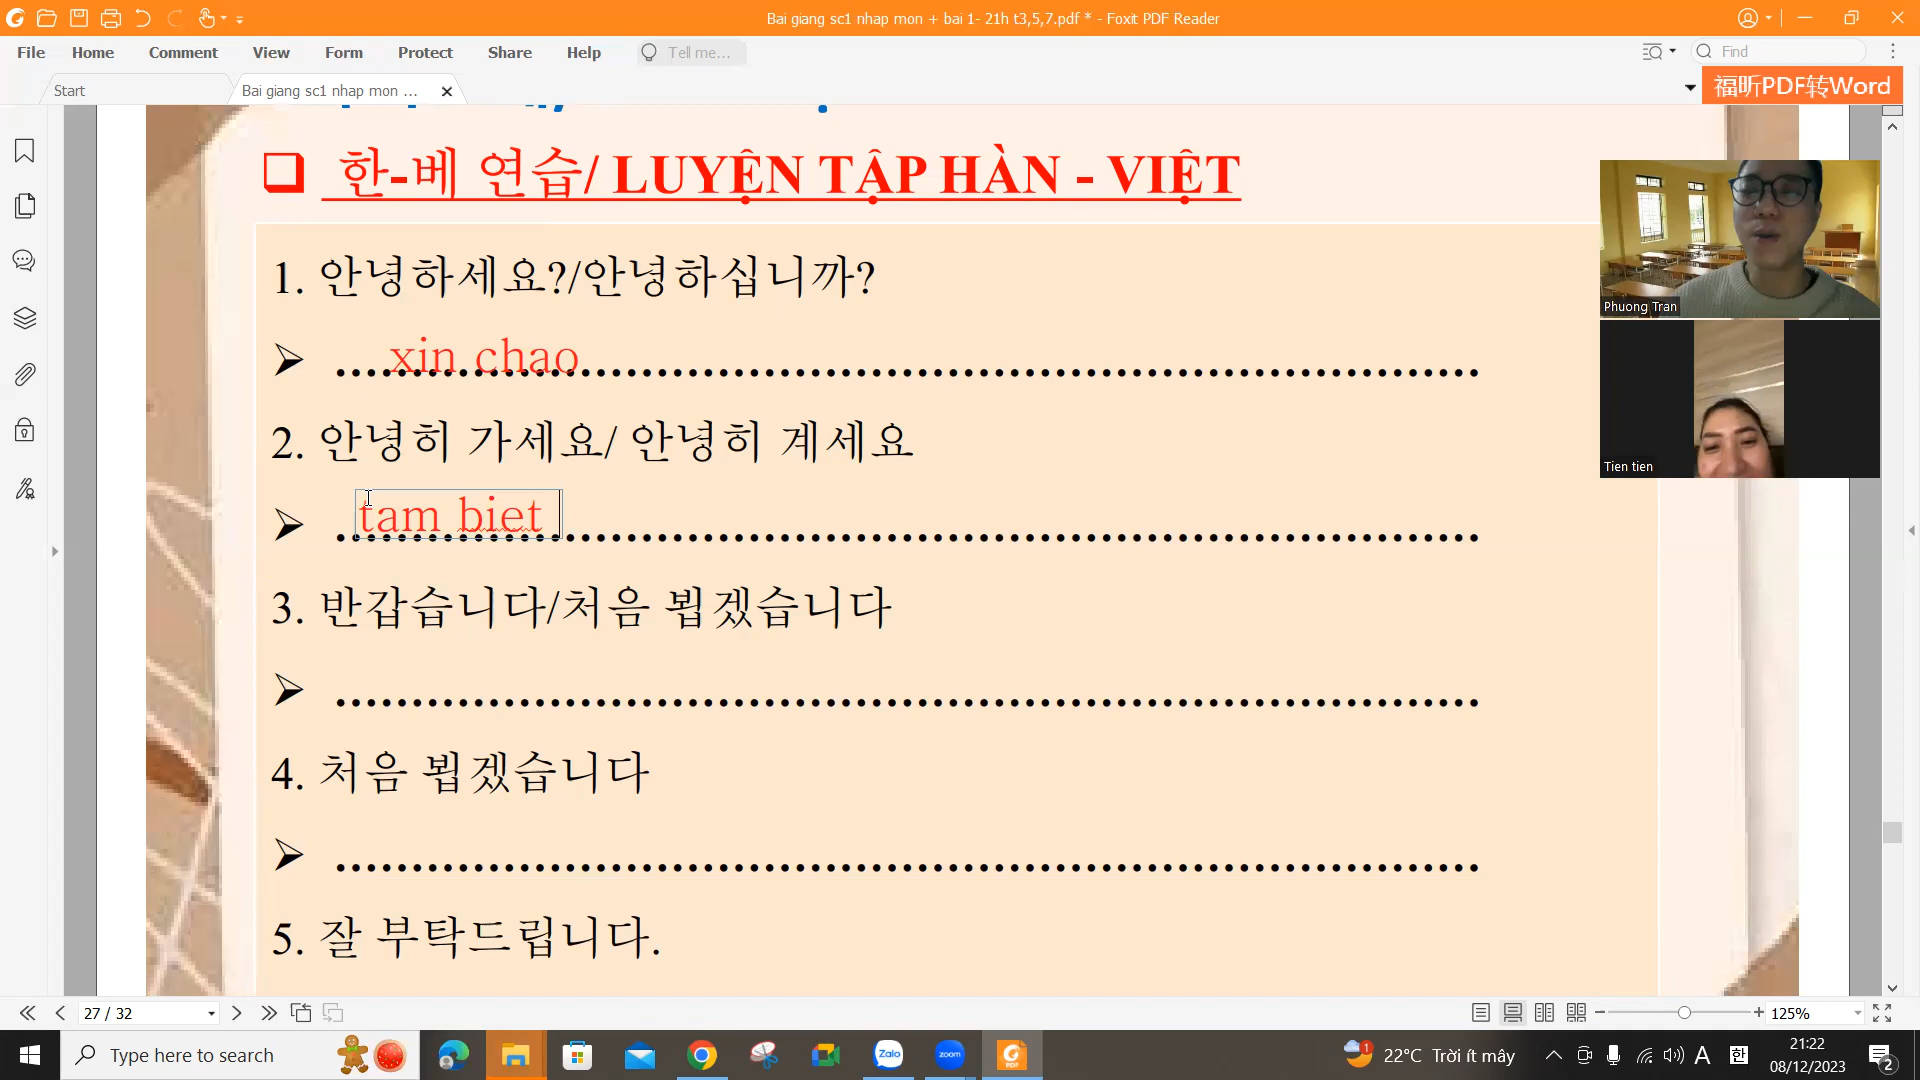 Bai giang sc1 nhap mon + bai 1- 21h t3,5,7.pdf * - Foxit PDF Reader
File Home Comment View Form Protect Share Help Tell me... Find
Start Bai giang sc1 nhap mon ... 福昕PDF转Word
한-베 연습/ LUYỆN TẬP HÀN - VIỆT
1. 안녕하세요?/안녕하십니까?
xin chao
2. 안녕히 가세요/ 안녕히 계세요
tam biet
3. 반갑습니다/처음 뵙겠습니다
4. 처음 뵙겠습니다
5. 잘 부탁드립니다.
Phuong Tran
Tien tien
27 / 32
125%
Type here to search
Zalo
zoom
PDF
1
22°C Trời ít mây
A
한
21:22
08/12/2023
2